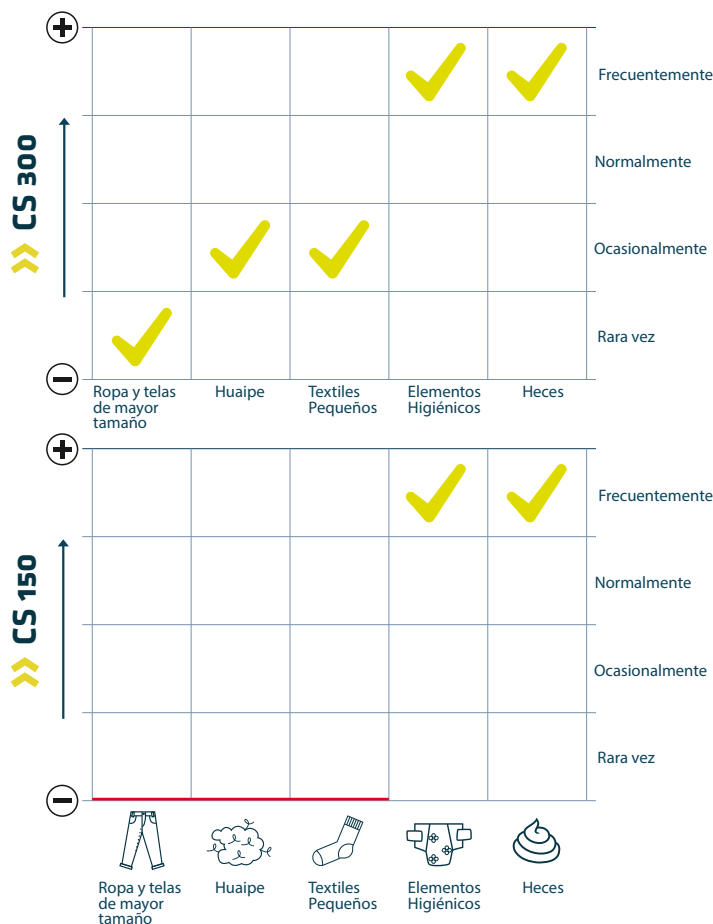 Frecuentemente
Normalmente
CS 300
Ocasionalmente
Rara vez
Ropa y telas
de mayor
tamaño
Huaipe
Textiles
Pequeños
Elementos
Higiénicos
Heces
Frecuentemente
Normalmente
CS 150
Ocasionalmente
Rara vez
Ropa y telas
de mayor
tamaño
Huaipe
Textiles
Pequeños
Elementos
Higiénicos
Heces